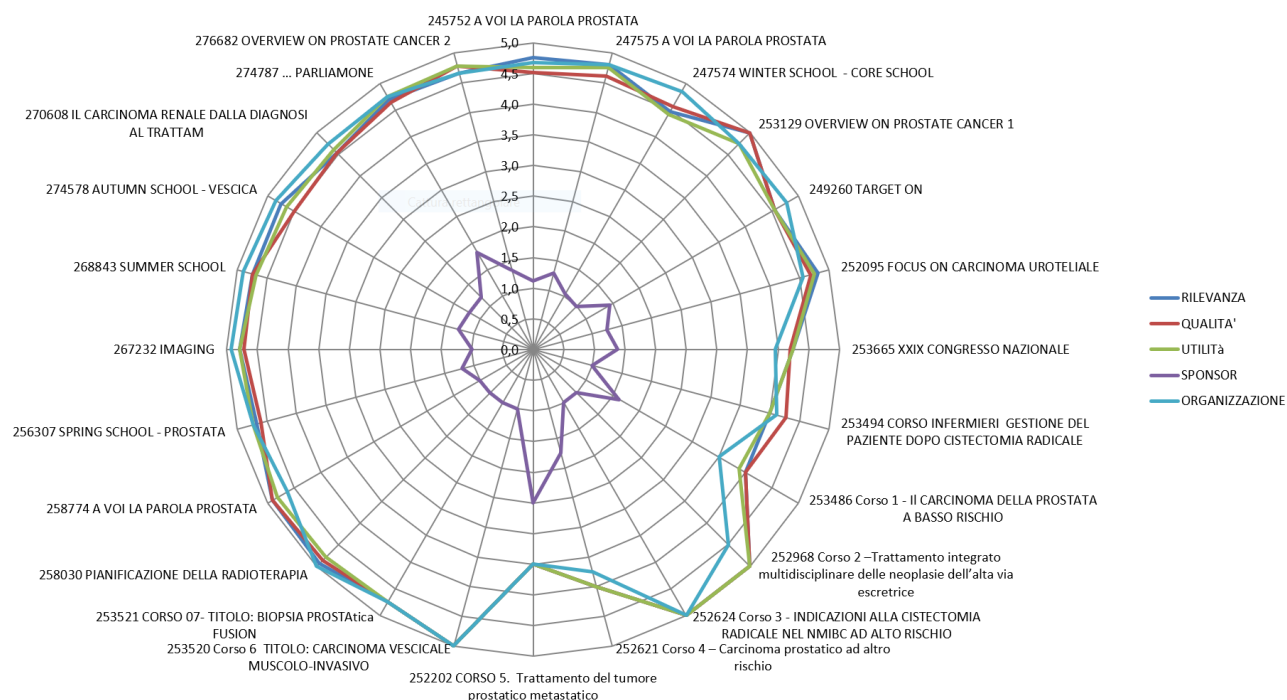 245752 A VOI LA PAROLA PROSTATA
247575 A VOI LA PAROLA PROSTATA
247574 WINTER SCHOOL - CORE SCHOOL
253129 OVERVIEW ON PROSTATE CANCER 1
249260 TARGET ON
252095 FOCUS ON CARCINOMA UROTELIALE
253665 XXIX CONGRESSO NAZIONALE
253494 CORSO INFERMIERI GESTIONE DEL
PAZIENTE DOPO CISTECTOMIA RADICALE
253486 Corso 1 - Il CARCINOMA DELLA PROSTATA
A BASSO RISCHIO
252968 Corso 2 –Trattamento integrato
multidisciplinare delle neoplasie dell'alta via
escretrice
252624 Corso 3 - INDICAZIONI ALLA CISTECTOMIA
RADICALE NEL NMIBC AD ALTO RISCHIO
252621 Corso 4 – Carcinoma prostatico ad altro
rischio
252202 CORSO 5. Trattamento del tumore
prostatico metastatico
253520 Corso 6 TITOLO: CARCINOMA VESCICALE
MUSCOLO-INVASIVO
253521 CORSO 07- TITOLO: BIOPSIA PROSTAtica
FUSION
258030 PIANIFICAZIONE DELLA RADIOTERAPIA
258774 A VOI LA PAROLA PROSTATA
256307 SPRING SCHOOL - PROSTATA
267232 IMAGING
268843 SUMMER SCHOOL
274578 AUTUMN SCHOOL - VESCICA
270608 IL CARCINOMA RENALE DALLA DIAGNOSI
AL TRATTAM
274787 ... PARLIAMONE
276682 OVERVIEW ON PROSTATE CANCER 2
5,0
4,5
4,0
3,5
3,0
2,5
2,0
1,5
1,0
0,5
0,0
RILEVANZA
QUALITA'
UTILITà
SPONSOR
ORGANIZZAZIONE